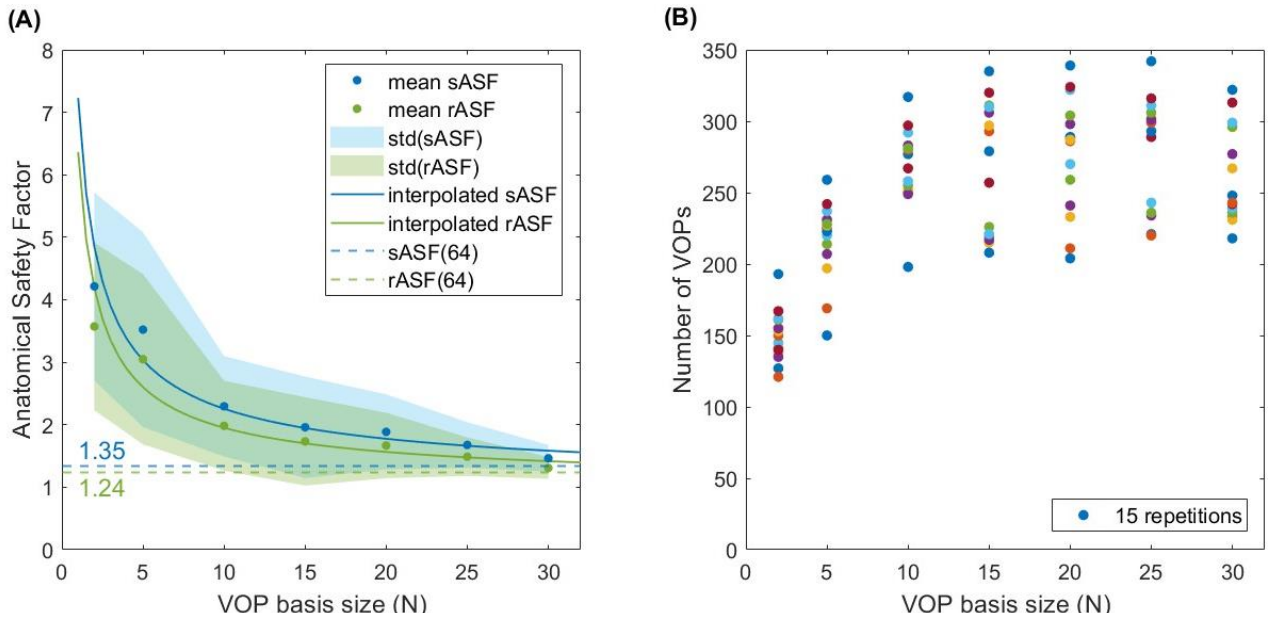 (A)
8
7
6
5
4
3
2
1
0
Anatomical Safety Factor
mean sASF
mean rASF
std(sASF)
std(rASF)
interpolated sASF
interpolated rASF
sASF(64)
rASF(64)
1.35
1.24
0 5 10 15 20 25 30
VOP basis size (N)
(B)
350
300
250
200
150
100
50
0
Number of VOPs
15 repetitions
0 5 10 15 20 25 30
VOP basis size (N)